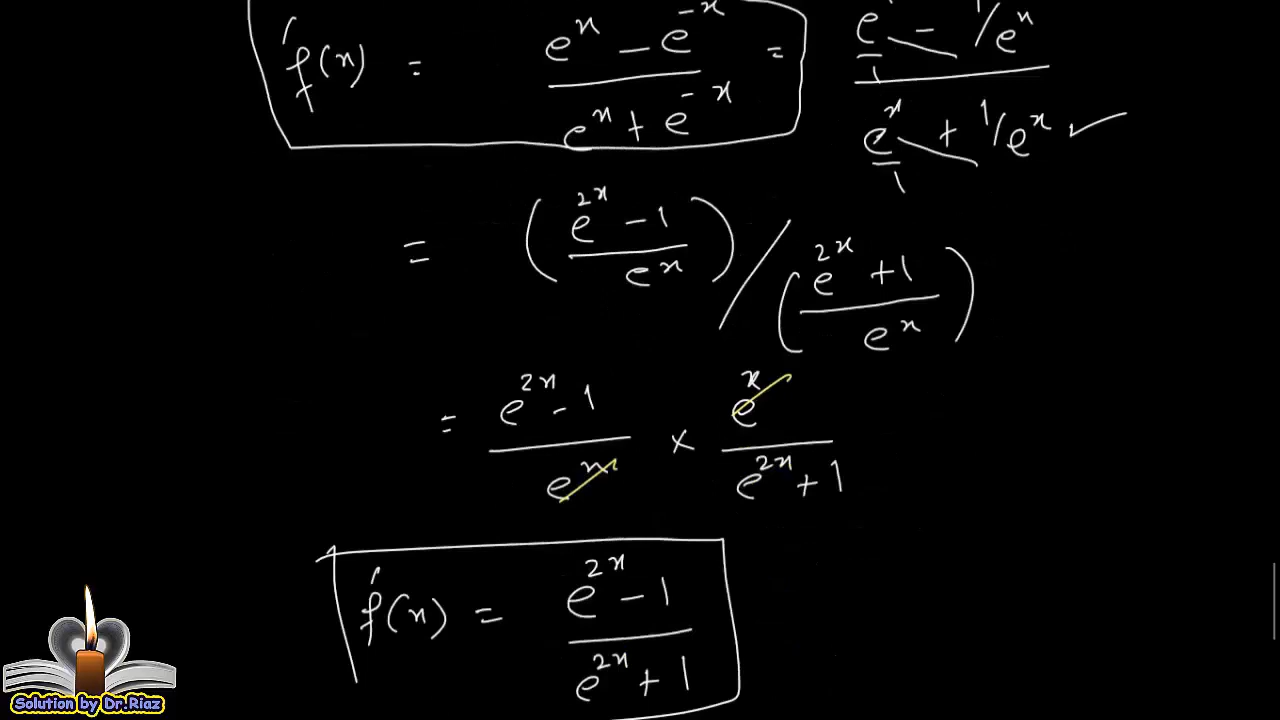 f'(x) = (e^x − e^−x)/(e^x + e^−x) = (e^x/1 − 1/e^x)/(e^x/1 + 1/e^x) ✓
= ((e^2x − 1)/e^x) / ((e^2x + 1)/e^x)
= (e^2x − 1)/e^x × e^x/(e^2x + 1)
f'(x) = (e^2x − 1)/(e^2x + 1)
Solution by Dr.Riaz